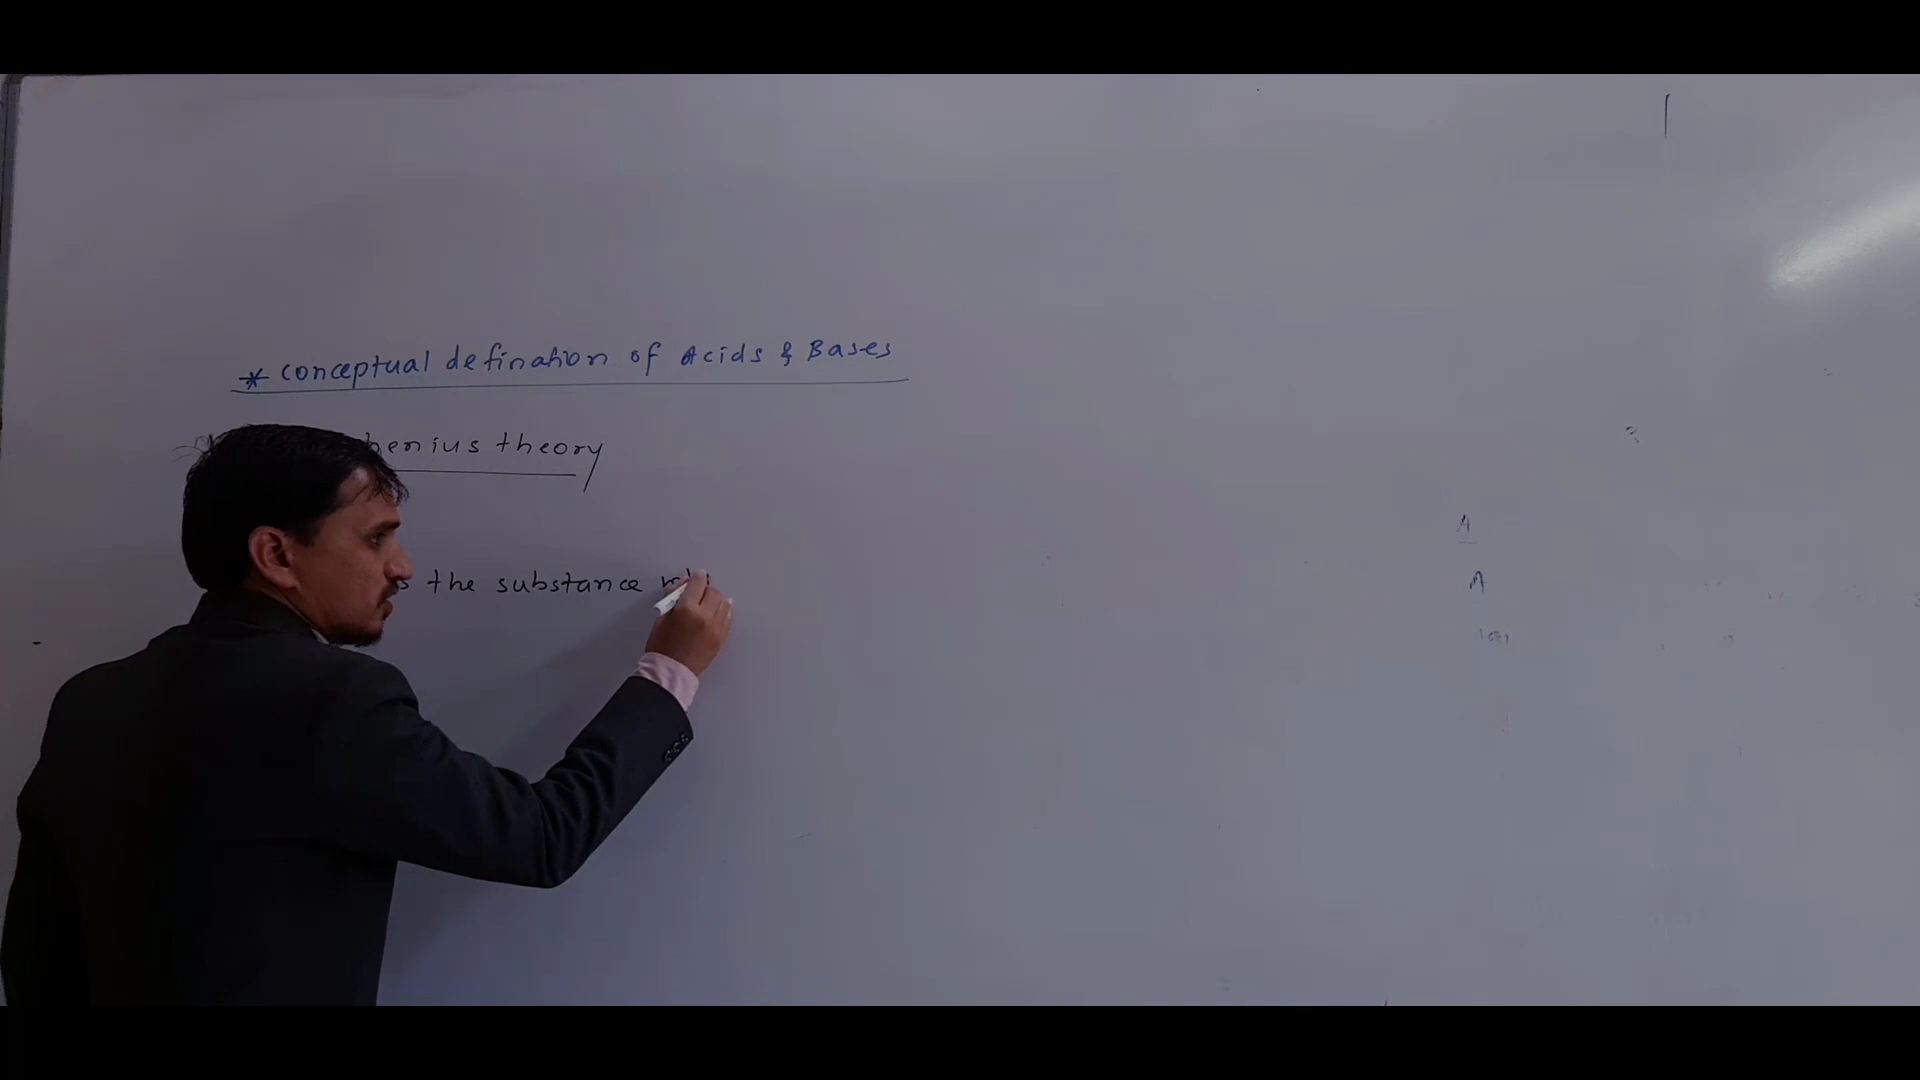 * conceptual defination of Acids & Bases
henius theory
s the substance
A
A